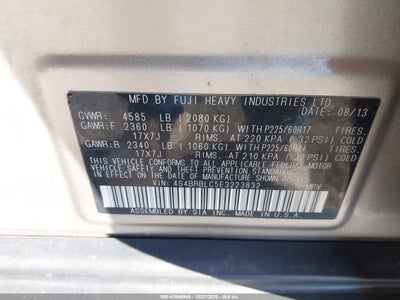 MFD BY FUJI HEAVY INDUSTRIES LTD.
DATE: 08/13
GVWR: 4585 LB (2080 KG)
GAWR:F 2360 LB (1070 KG) WITH P225/60R17 TIRES.
17X7J RIMS. AT 220 KPA (32 PSI) COLD
GAWR:R 2340 LB (1060 KG) WITH P225/60R17 TIRES.
17X7J RIMS. AT 210 KPA (30 PSI) COLD
THIS VEHICLE CONFORMS TO ALL APPLICABLE FEDERAL MOTOR
VEHICLE SAFETY AND THEFT PREVENTION STANDARDS
IN EFFECT ON THE DATE OF MANUFACTURE SHOWN ABOVE.
VIN: 4S4BRBLC5E3223832 MPV
ASSEMBLED BY SIA INC. MADE IN U.S.A.